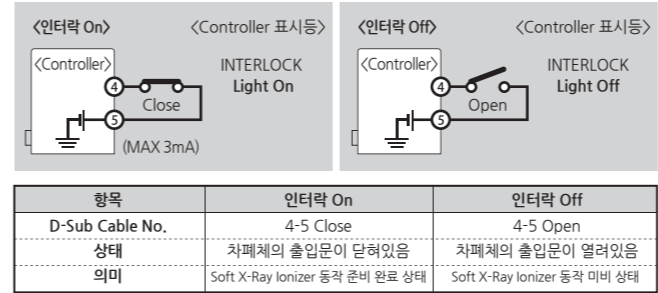 〈인터락 On〉 〈Controller 표시등〉
〈Controller〉 INTERLOCK
④ Light On
Close
⑤
(MAX 3mA)
〈인터락 Off〉 〈Controller 표시등〉
〈Controller〉 INTERLOCK
④ Light Off
Open
⑤
항목 인터락 On 인터락 Off
D-Sub Cable No. 4-5 Close 4-5 Open
상태 차폐체의 출입문이 닫혀있음 차폐체의 출입문이 열려있음
의미 Soft X-Ray Ionizer 동작 준비 완료 상태 Soft X-Ray Ionizer 동작 미비 상태